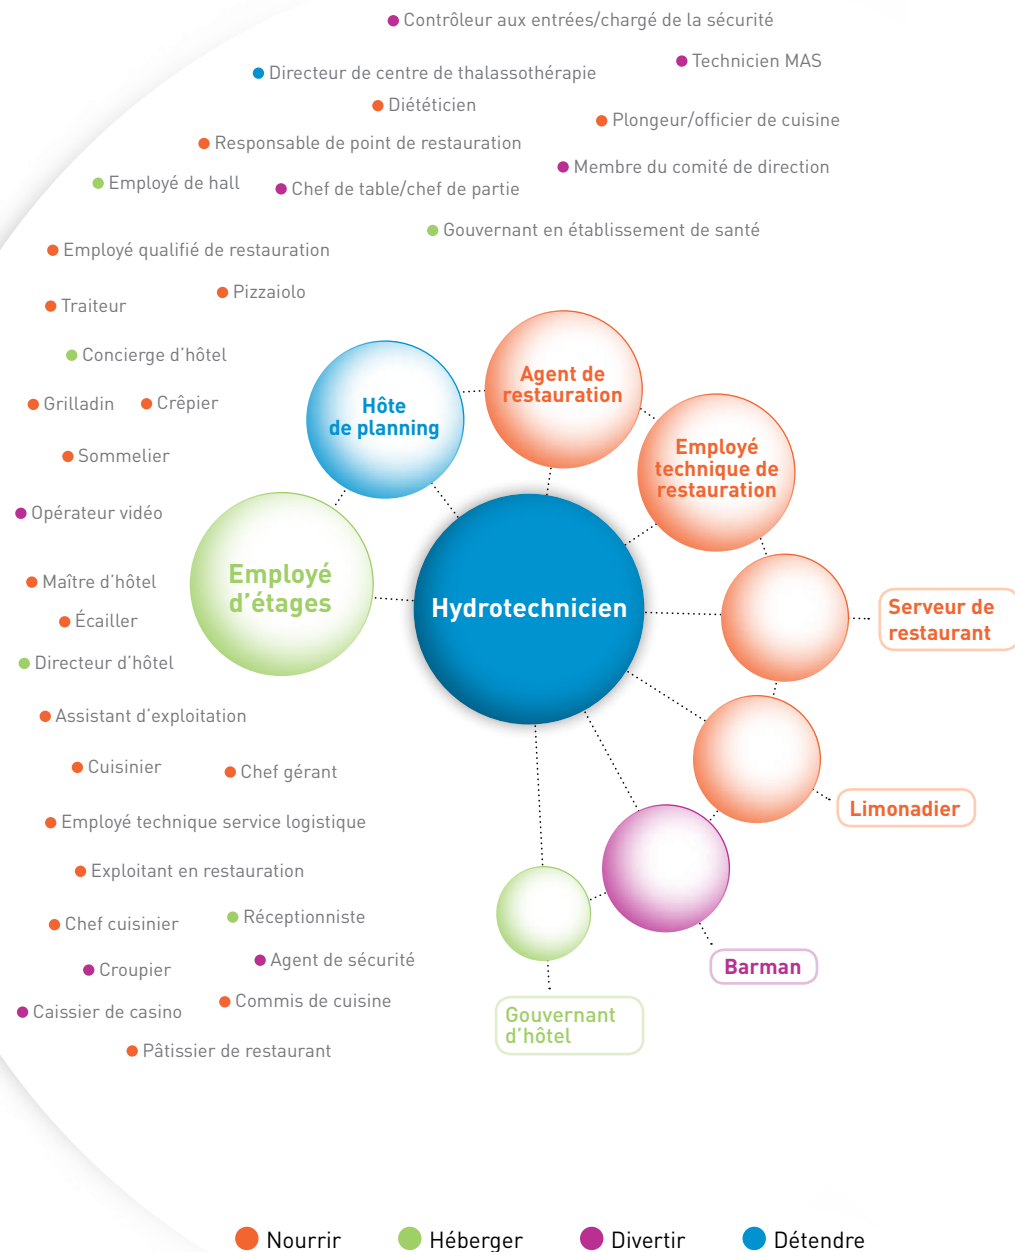 Contrôleur aux entrées/chargé de la sécurité
Technicien MAS
Directeur de centre de thalassothérapie
Diététicien
Plongeur/officier de cuisine
Responsable de point de restauration
Membre du comité de direction
Employé de hall
Chef de table/chef de partie
Gouvernant en établissement de santé
Employé qualifié de restauration
Pizzaiolo
Traiteur
Concierge d'hôtel
Grilladin
Crêpier
Sommelier
Opérateur vidéo
Maître d'hôtel
Écailler
Directeur d'hôtel
Assistant d'exploitation
Cuisinier
Chef gérant
Employé technique service logistique
Exploitant en restauration
Chef cuisinier
Réceptionniste
Croupier
Agent de sécurité
Caissier de casino
Commis de cuisine
Pâtissier de restaurant
Agent de
restauration
Hôte
de planning
Employé
technique de
restauration
Employé
d'étages
Hydrotechnicien
Serveur de
restaurant
Limonadier
Barman
Gouvernant
d'hôtel
Nourrir
Héberger
Divertir
Détendre